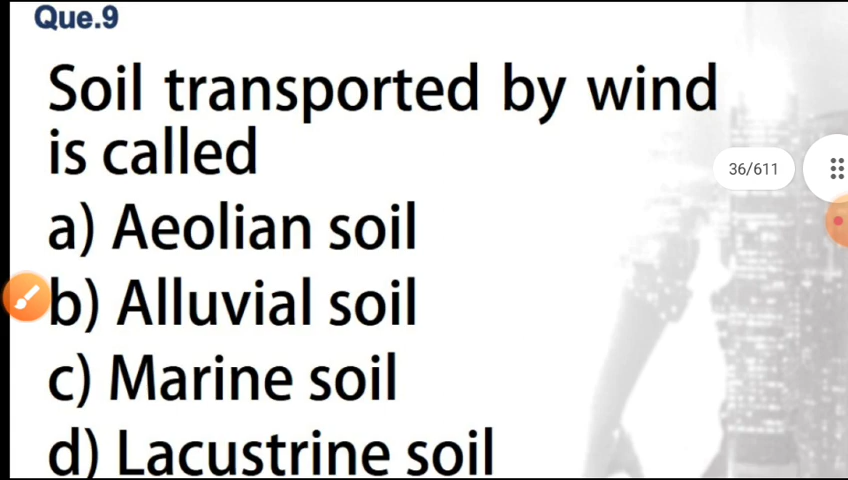 Que.9
Soil transported by wind
is called
36/611
a) Aeolian soil
b) Alluvial soil
c) Marine soil
d) Lacustrine soil